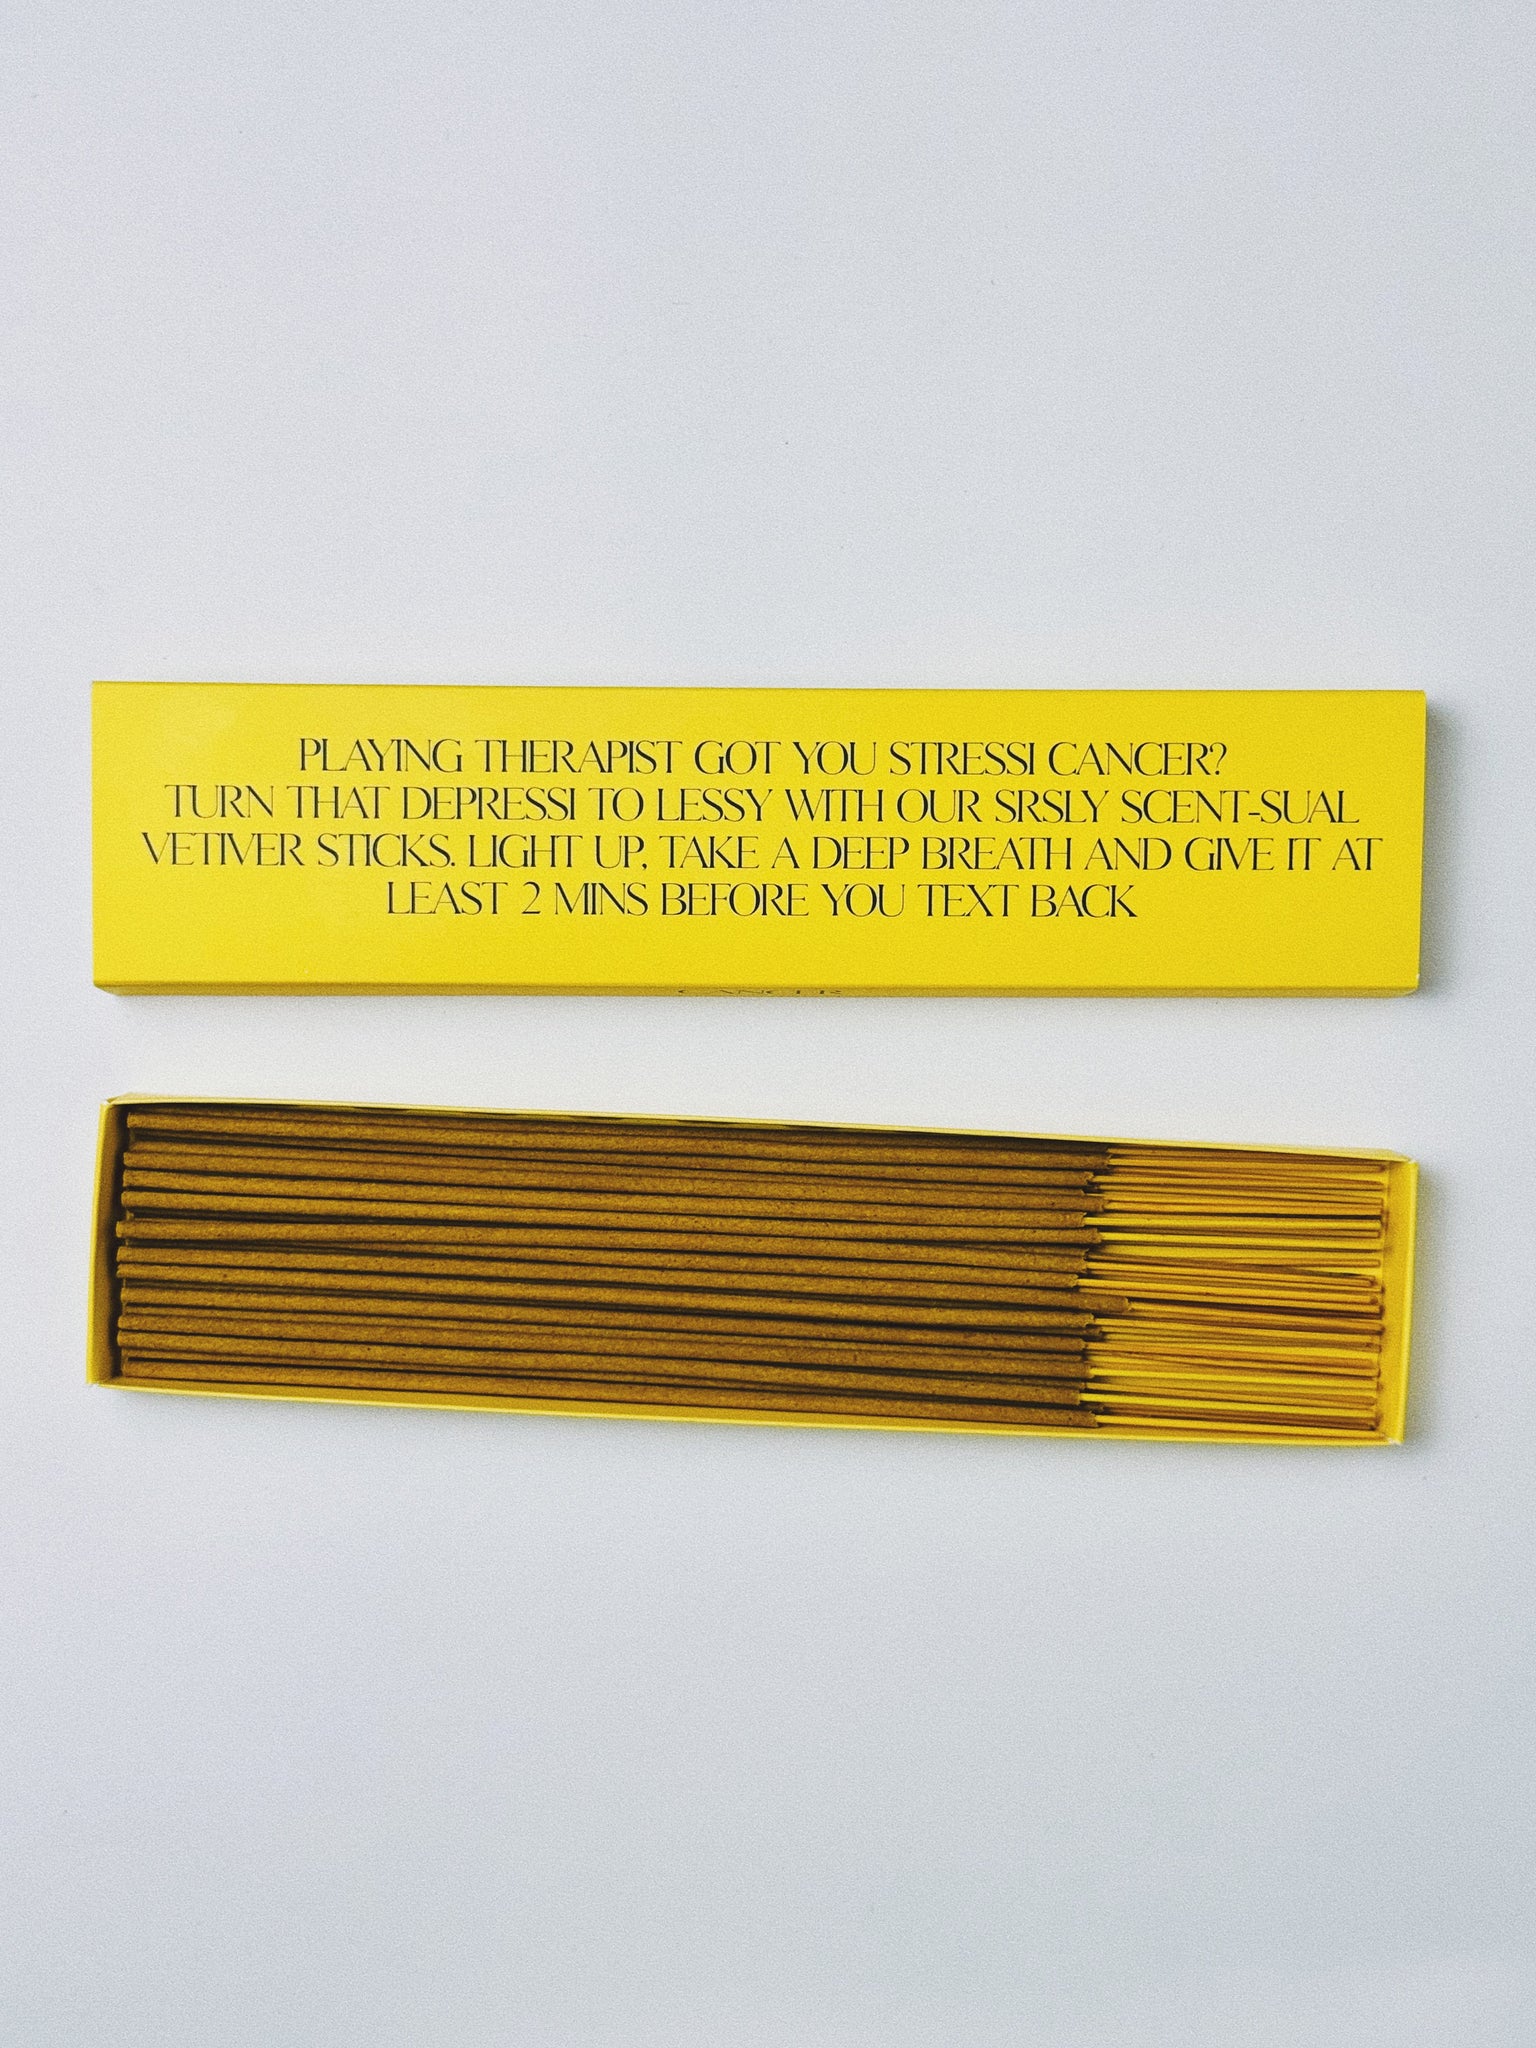 PLAYING THERAPIST GOT YOU STRESSI CANCER?
TURN THAT DEPRESSI TO LESSY WITH OUR SRSLY SCENT-SUAL
VETIVER STICKS. LIGHT UP, TAKE A DEEP BREATH AND GIVE IT AT
LEAST 2 MINS BEFORE YOU TEXT BACK
CANCER